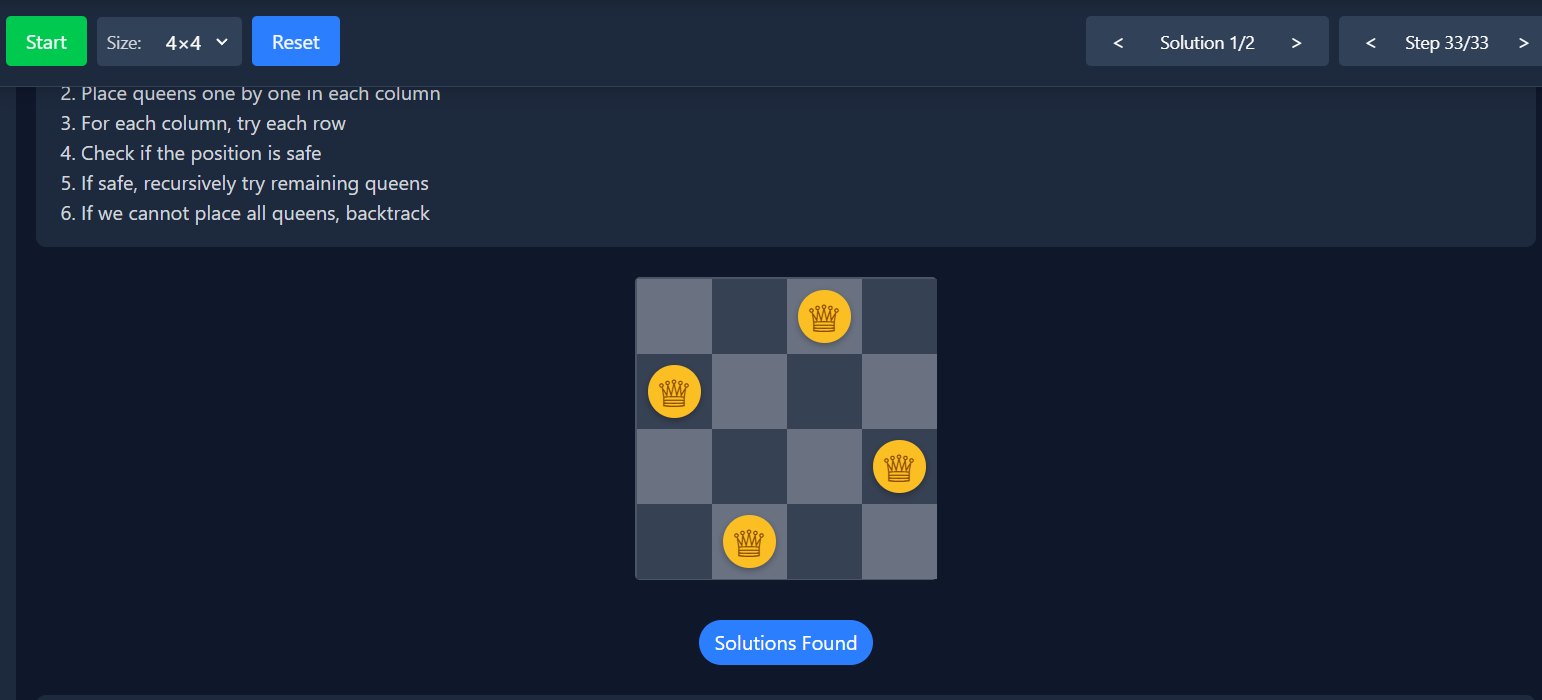 Start
Size: 4×4
Reset
< Solution 1/2 >
< Step 33/33 >
2. Place queens one by one in each column
3. For each column, try each row
4. Check if the position is safe
5. If safe, recursively try remaining queens
6. If we cannot place all queens, backtrack
Solutions Found